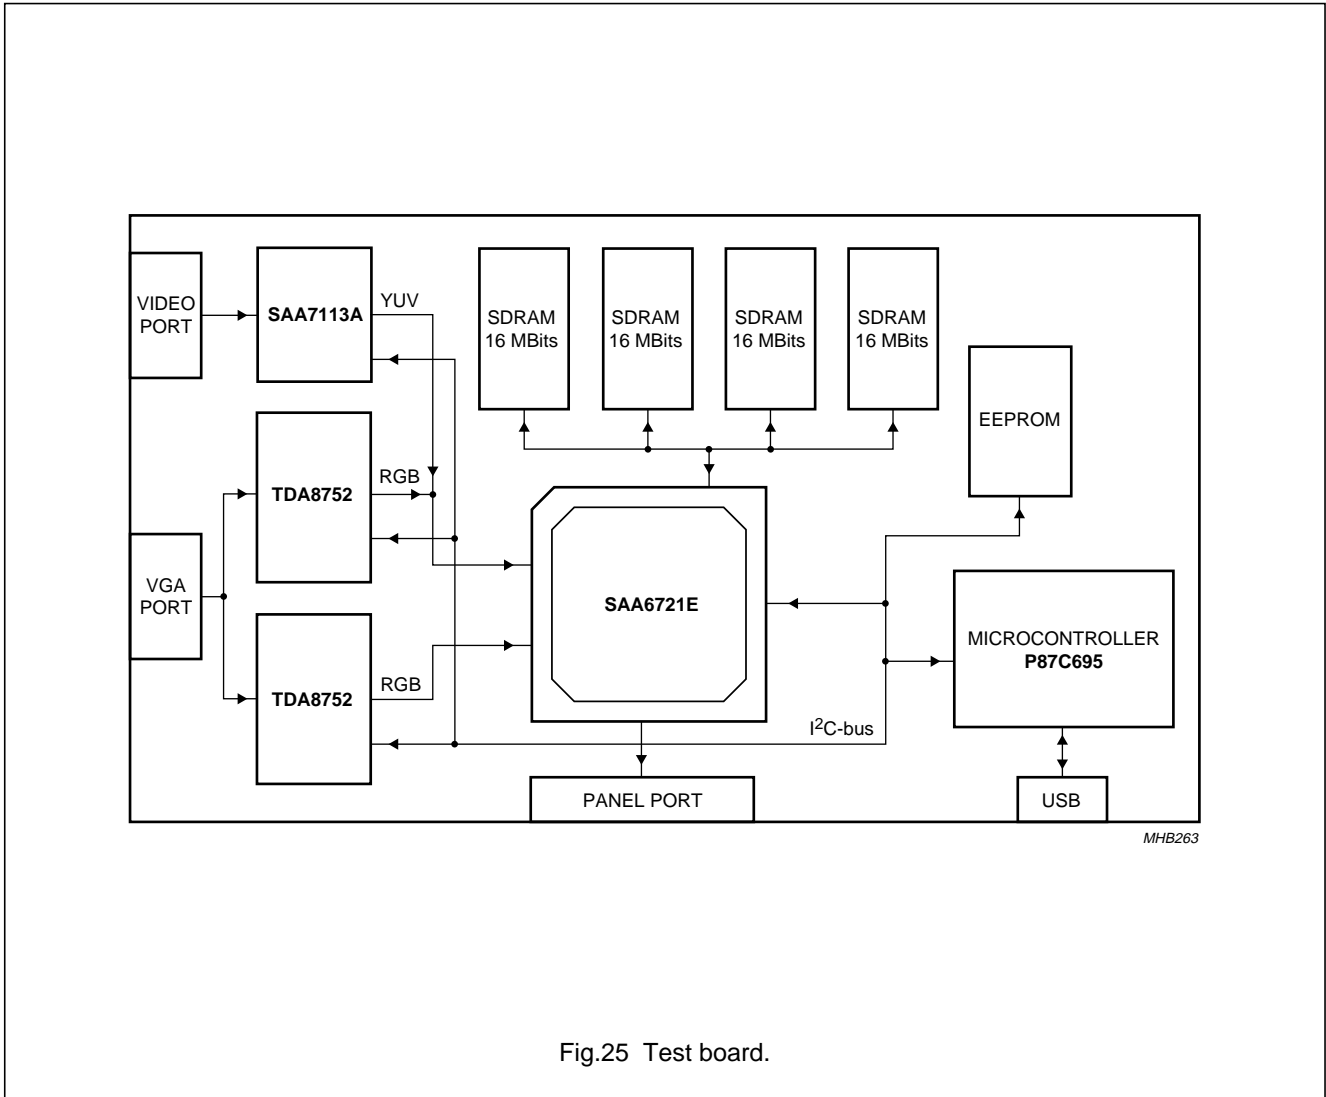 VIDEO
PORT
SAA7113A
YUV
SDRAM
16 MBits
SDRAM
16 MBits
SDRAM
16 MBits
SDRAM
16 MBits
EEPROM
TDA8752
RGB
VGA
PORT
SAA6721E
MICROCONTROLLER
P87C695
TDA8752
RGB
I2C-bus
PANEL PORT
USB
MHB263
Fig.25 Test board.